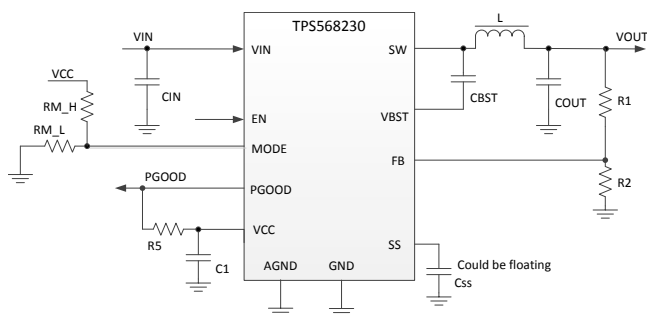 TPS568230
L
VIN
VIN
SW
VOUT
VCC
CIN
CBST
COUT
R1
RM_H
EN
VBST
RM_L
MODE
FB
PGOOD
PGOOD
R2
R5
VCC
SS
C1
AGND
GND
Could be floating
Css